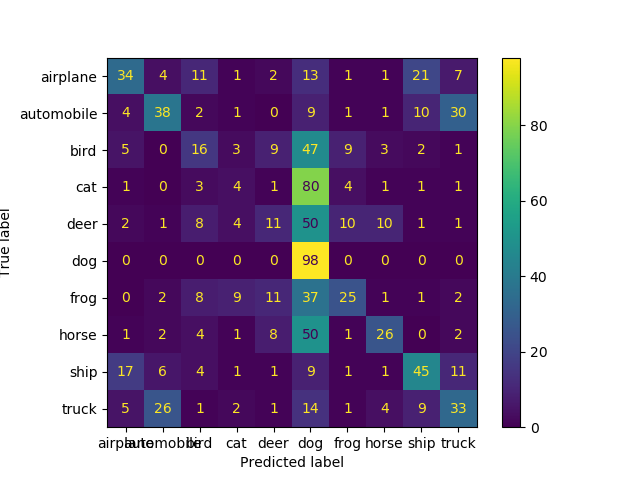 airplane 34 4 11 1 2 13 1 1 21 7
automobile 4 38 2 1 0 9 1 1 10 30
bird 5 0 16 3 9 47 9 3 2 1
cat 1 0 3 4 1 80 4 1 1 1
deer 2 1 8 4 11 50 10 10 1 1
dog 0 0 0 0 0 98 0 0 0 0
frog 0 2 8 9 11 37 25 1 1 2
horse 1 2 4 1 8 50 1 26 0 2
ship 17 6 4 1 1 9 1 1 45 11
truck 5 26 1 2 1 14 1 4 9 33
airplane automobile bird cat deer dog frog horse ship truck
Predicted label
True label
80
60
40
20
0